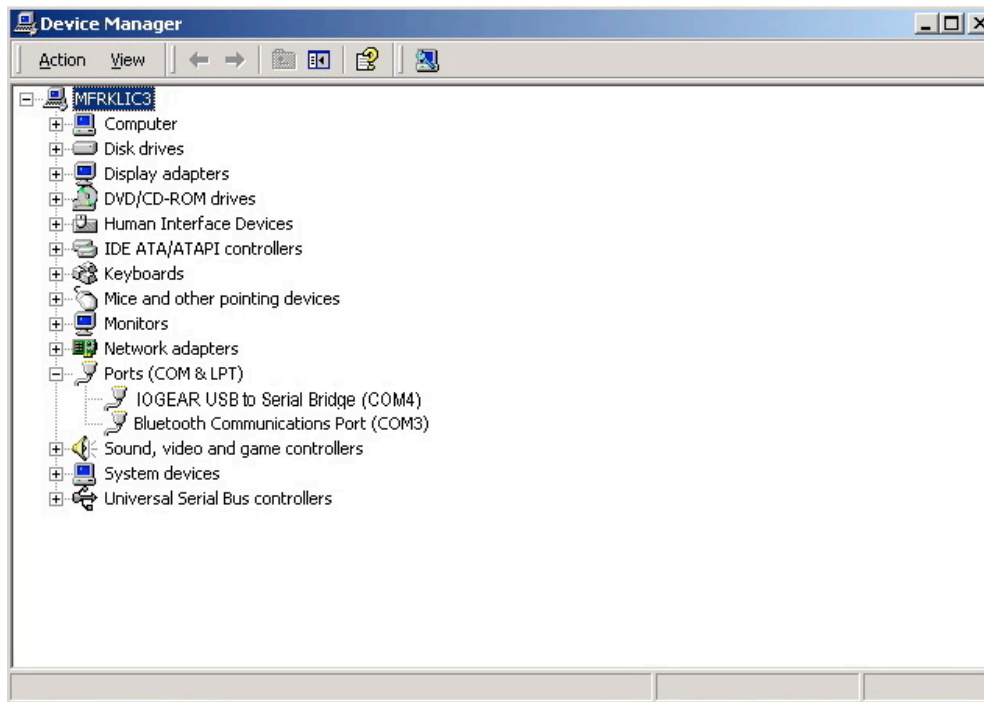 Device Manager
Action View
MFRKLIC3
Computer
Disk drives
Display adapters
DVD/CD-ROM drives
Human Interface Devices
IDE ATA/ATAPI controllers
Keyboards
Mice and other pointing devices
Monitors
Network adapters
Ports (COM & LPT)
IOGEAR USB to Serial Bridge (COM4)
Bluetooth Communications Port (COM3)
Sound, video and game controllers
System devices
Universal Serial Bus controllers